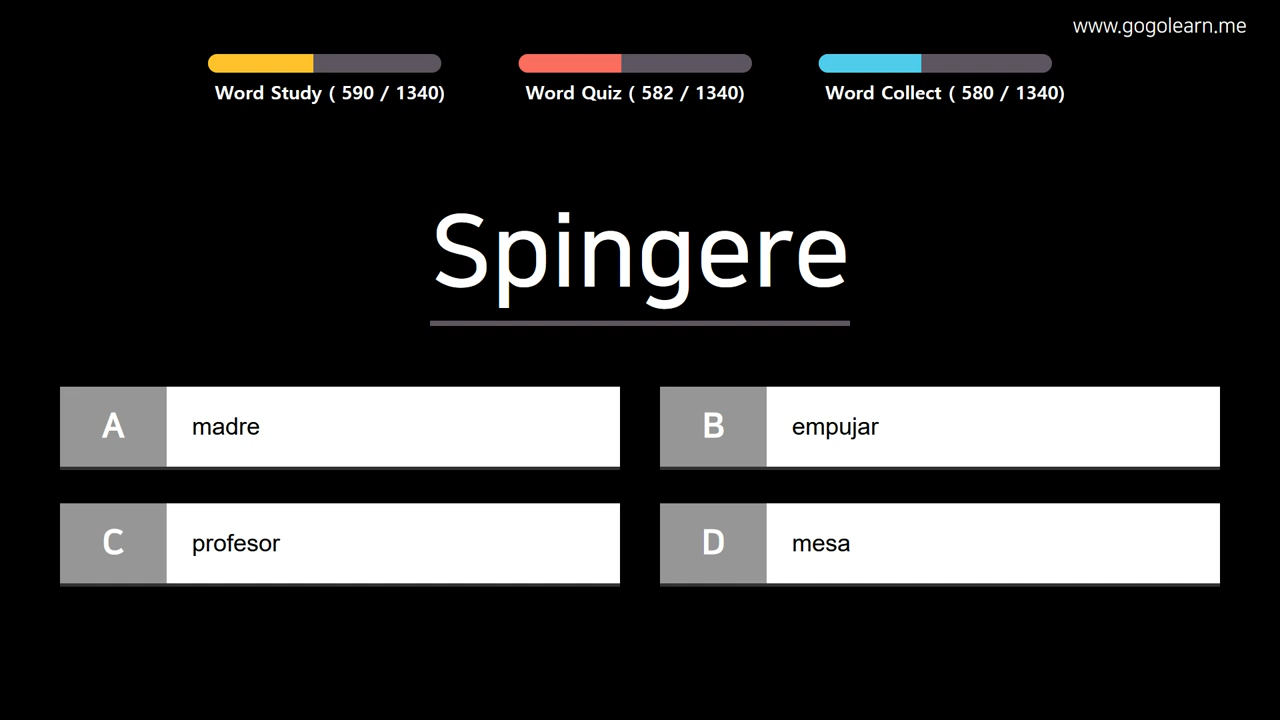 www.gogolearn.me
Word Study ( 590 / 1340)
Word Quiz ( 582 / 1340)
Word Collect ( 580 / 1340)
Spingere
A madre
B empujar
C profesor
D mesa